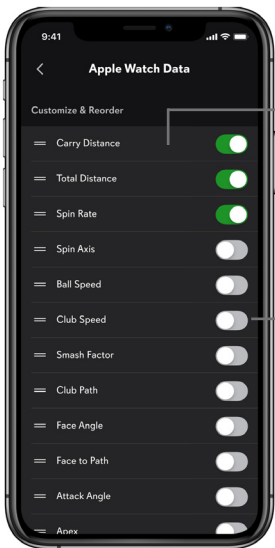 9:41
Apple Watch Data
Customize & Reorder
Carry Distance
Total Distance
Spin Rate
Spin Axis
Ball Speed
Club Speed
Smash Factor
Club Path
Face Angle
Face to Path
Attack Angle
Apex